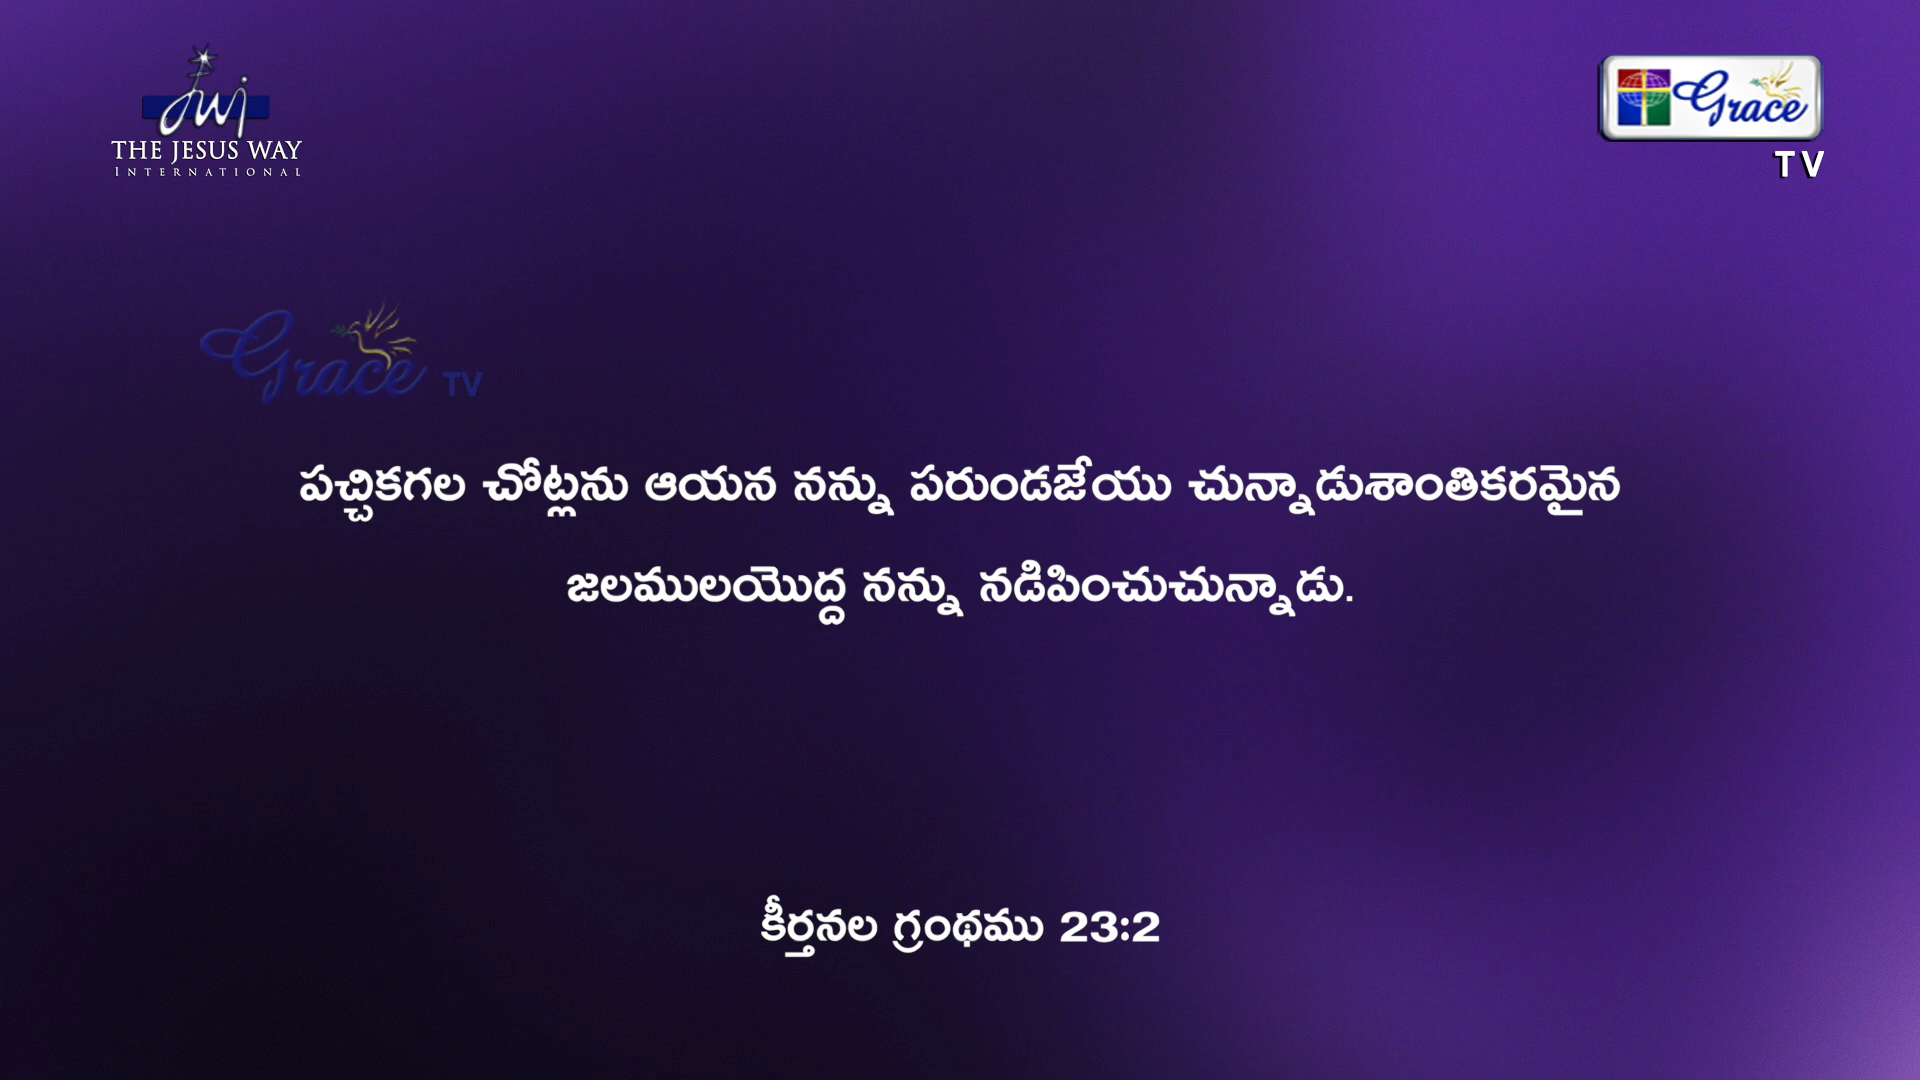 jwi
THE JESUS WAY
INTERNATIONAL
Grace
TV
Grace TV
పచ్చికగల చోట్లను ఆయన నన్ను పరుండజేయు చున్నాడుశాంతికరమైన
జలములయొద్ద నన్ను నడిపించుచున్నాడు.
కీర్తనల గ్రంథము 23:2